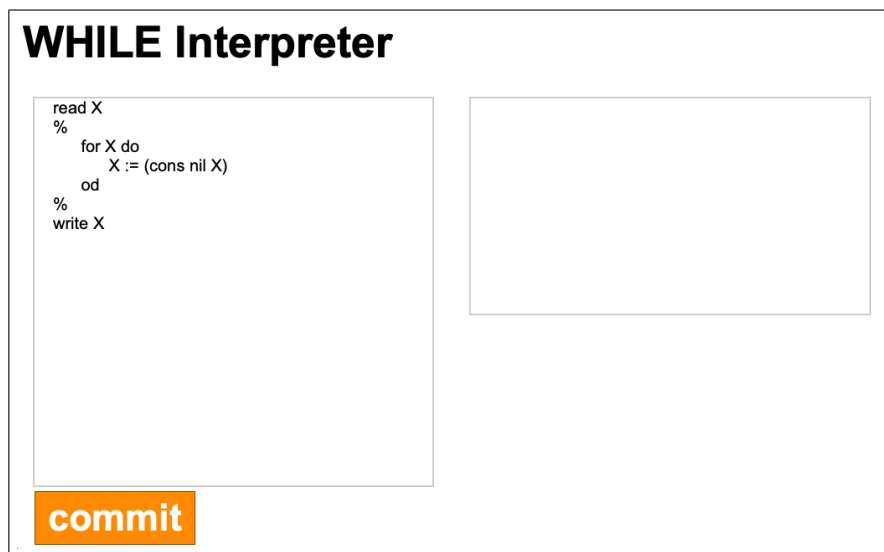 WHILE Interpreter
read X
%
for X do
X := (cons nil X)
od
%
write X
commit